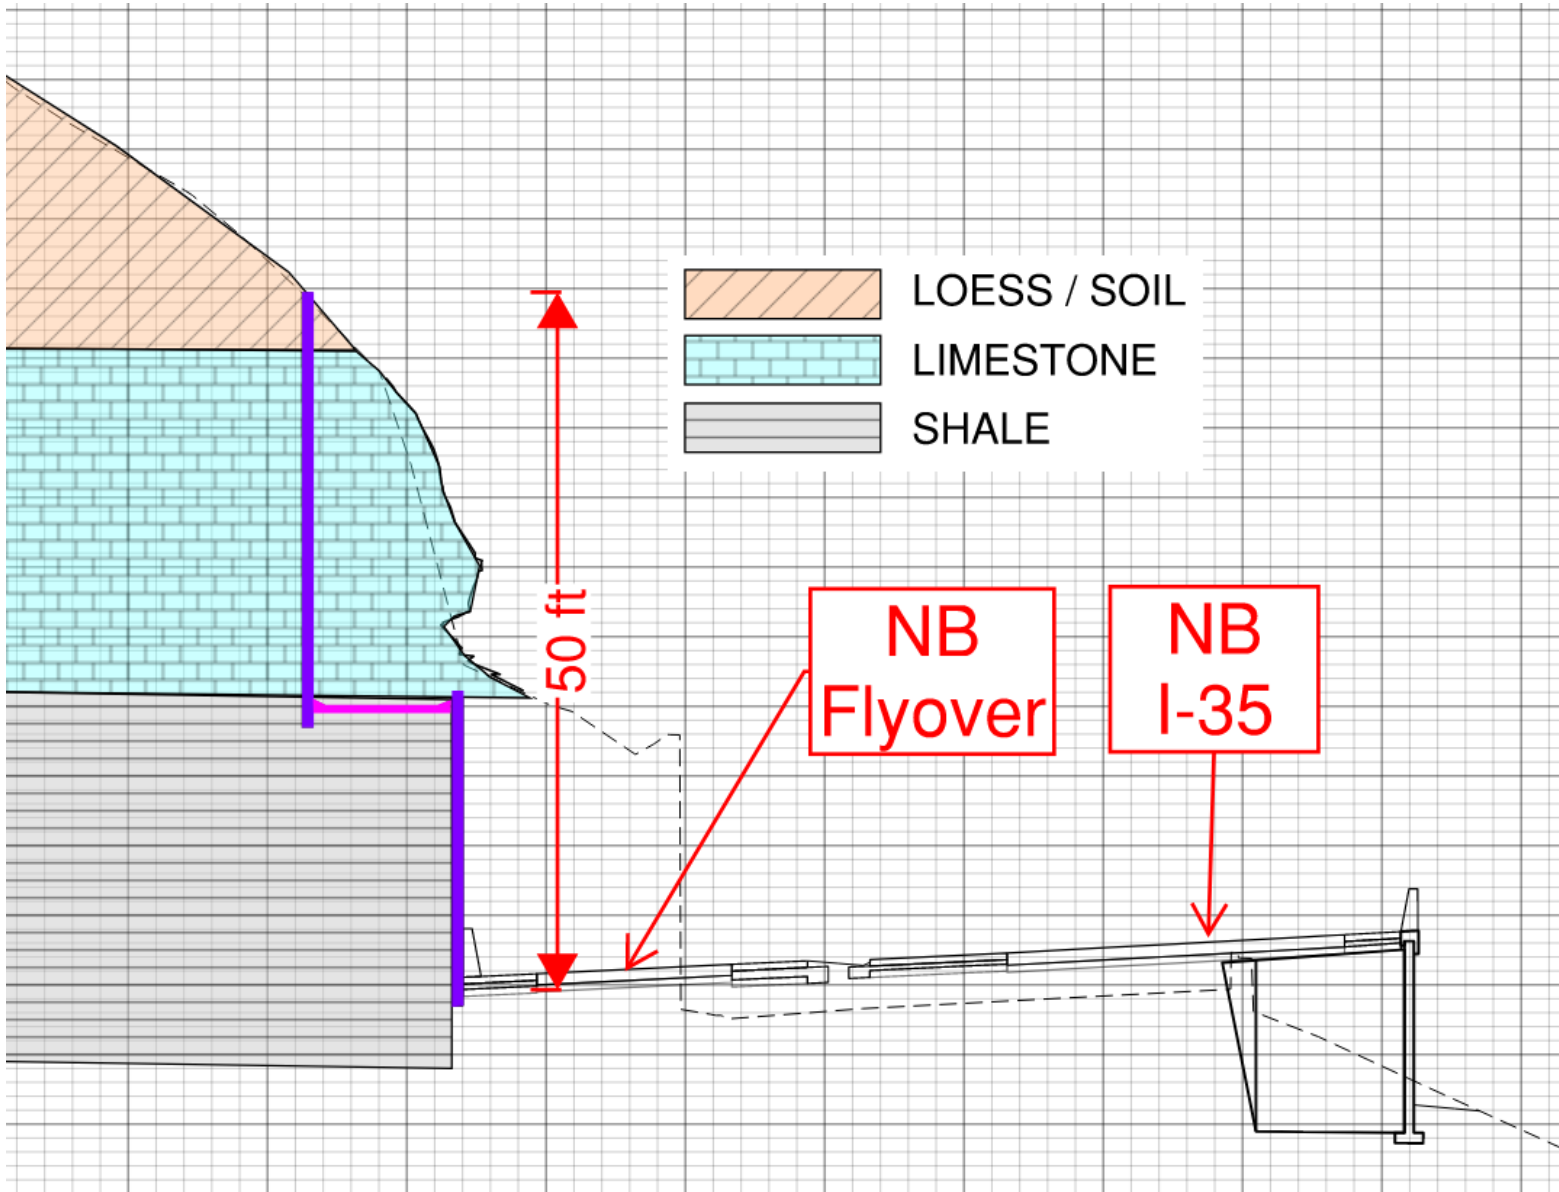 LOESS / SOIL
LIMESTONE
SHALE
50 ft
NB
Flyover
NB
I-35